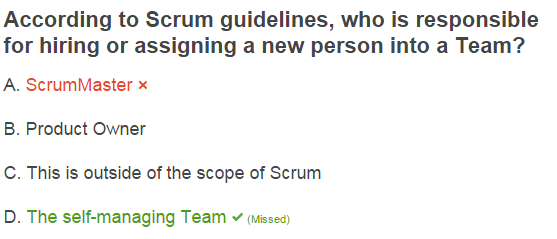 According to Scrum guidelines, who is responsible
for hiring or assigning a new person into a Team?
A. ScrumMaster ×
B. Product Owner
C. This is outside of the scope of Scrum
D. The self-managing Team ✔ (Missed)